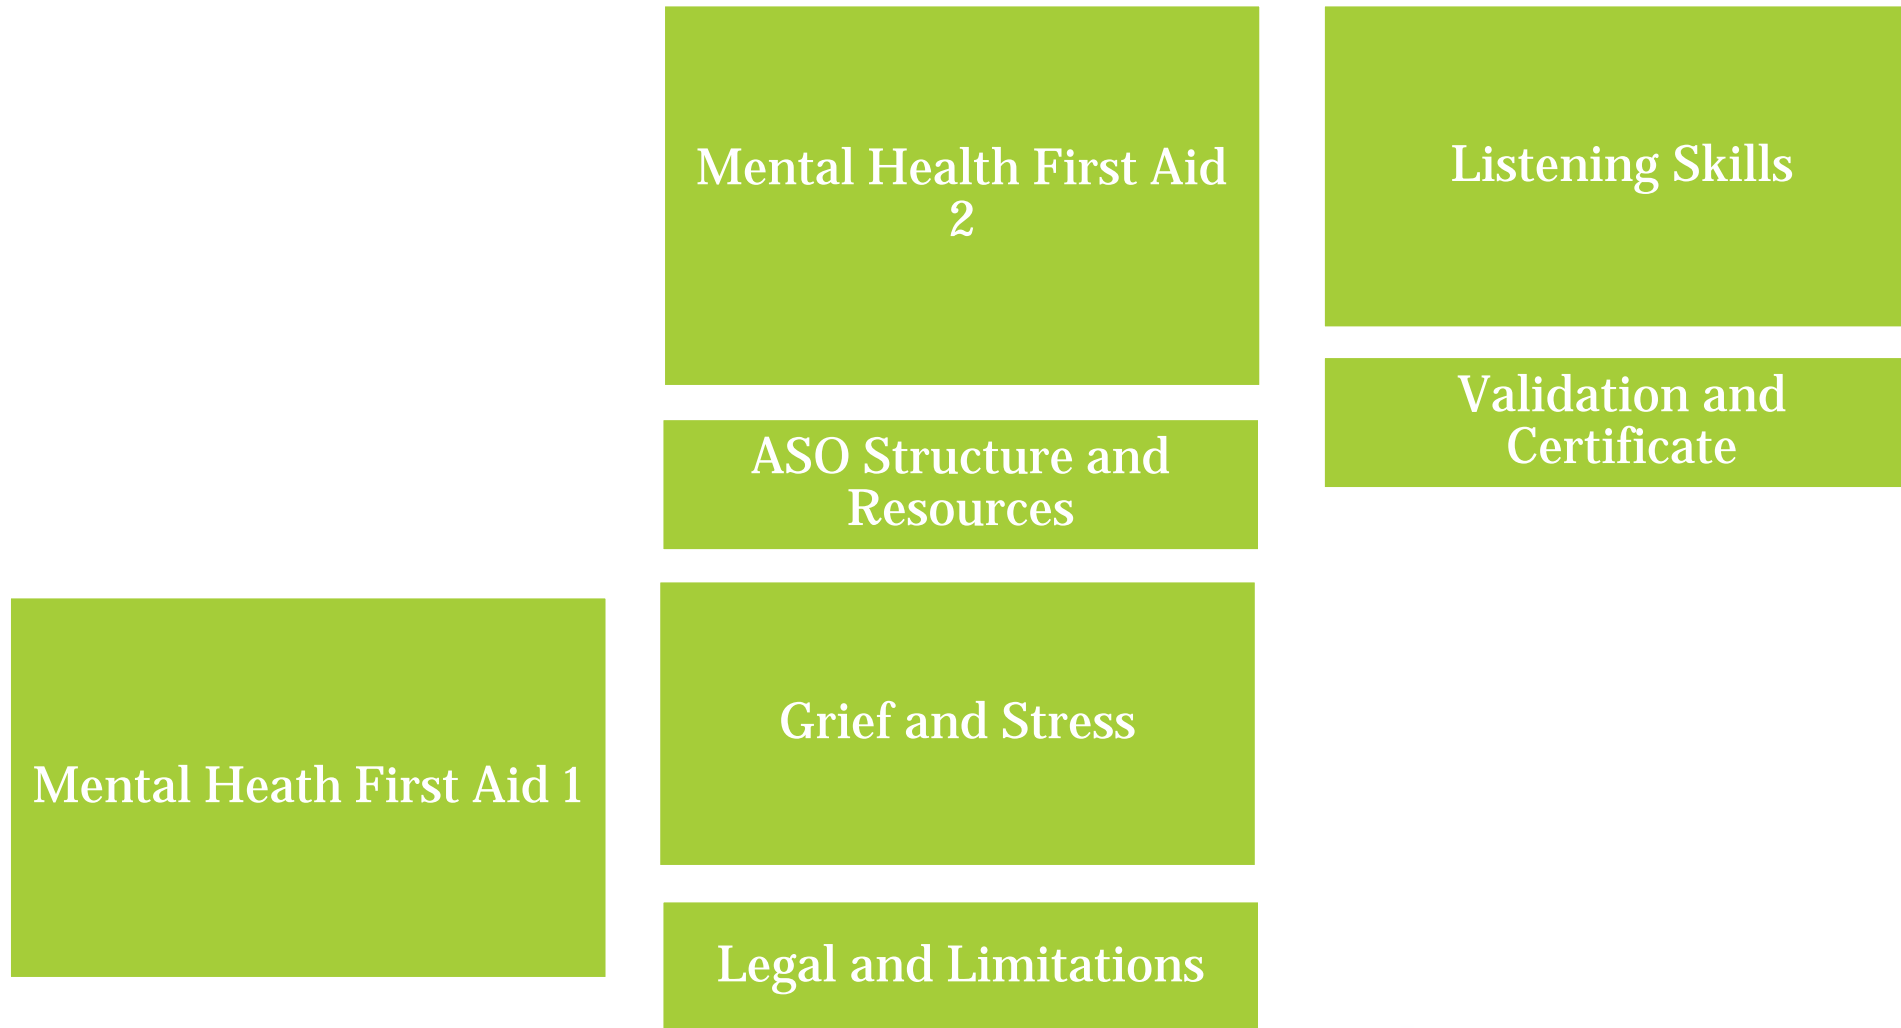 Mental Heath First Aid 1
Mental Health First Aid
2
ASO Structure and
Resources
Grief and Stress
Legal and Limitations
Listening Skills
Validation and
Certificate